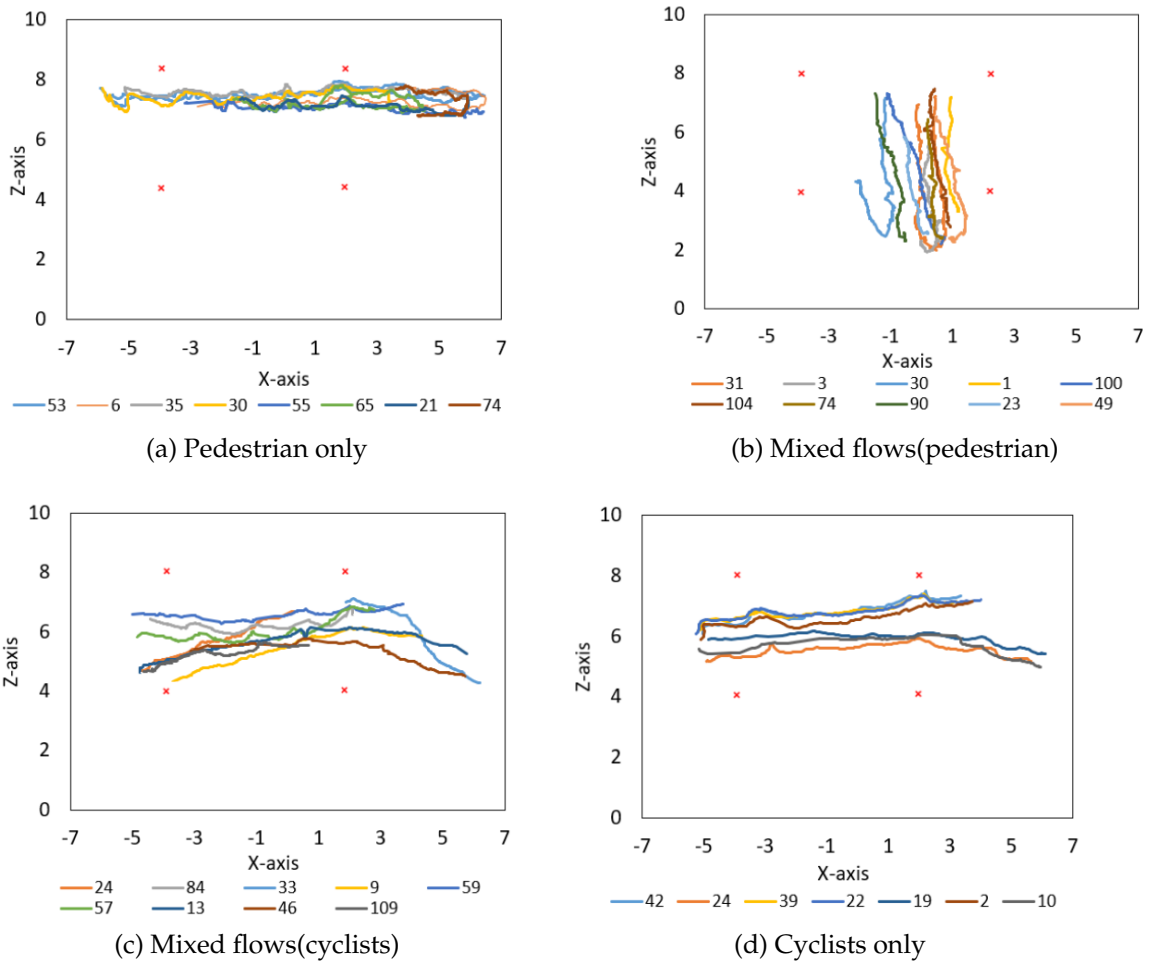 10
8
6
4
2
0
Z-axis
-7 -5 -3 -1 1 3 5 7
X-axis
53 6 35 30 55 65 21 74
(a) Pedestrian only
10
8
6
4
2
0
Z-axis
-7 -5 -3 -1 1 3 5 7
X-axis
31 3 30 1 100
104 74 90 23 49
(b) Mixed flows(pedestrian)
10
8
6
4
2
0
Z-axis
-7 -5 -3 -1 1 3 5 7
X-axis
24 84 33 9 59
57 13 46 109
(c) Mixed flows(cyclists)
10
8
6
4
2
0
Z-axis
-7 -5 -3 -1 1 3 5 7
X-axis
42 24 39 22 19 2 10
(d) Cyclists only